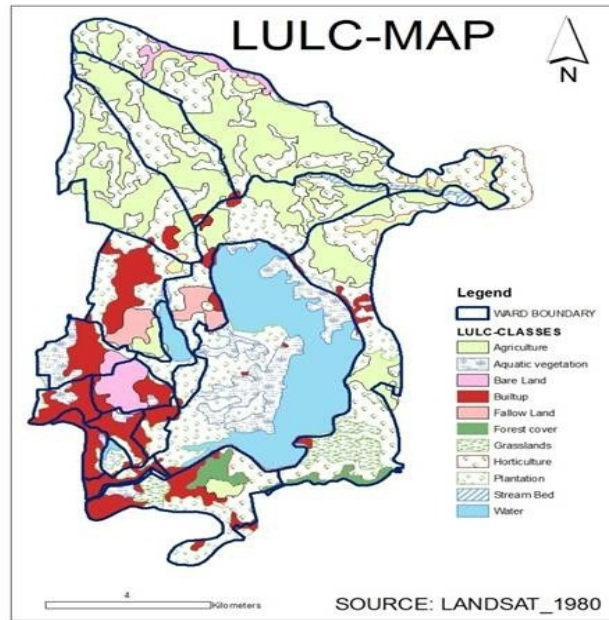 LULC-MAP
N
Legend
WARD BOUNDARY
LULC-CLASSES
Agriculture
Aquatic vegetation
Bare Land
Builtup
Fallow Land
Forest cover
Grasslands
Horticulture
Plantation
Stream Bed
Water
4
Kilometers
SOURCE: LANDSAT_1980